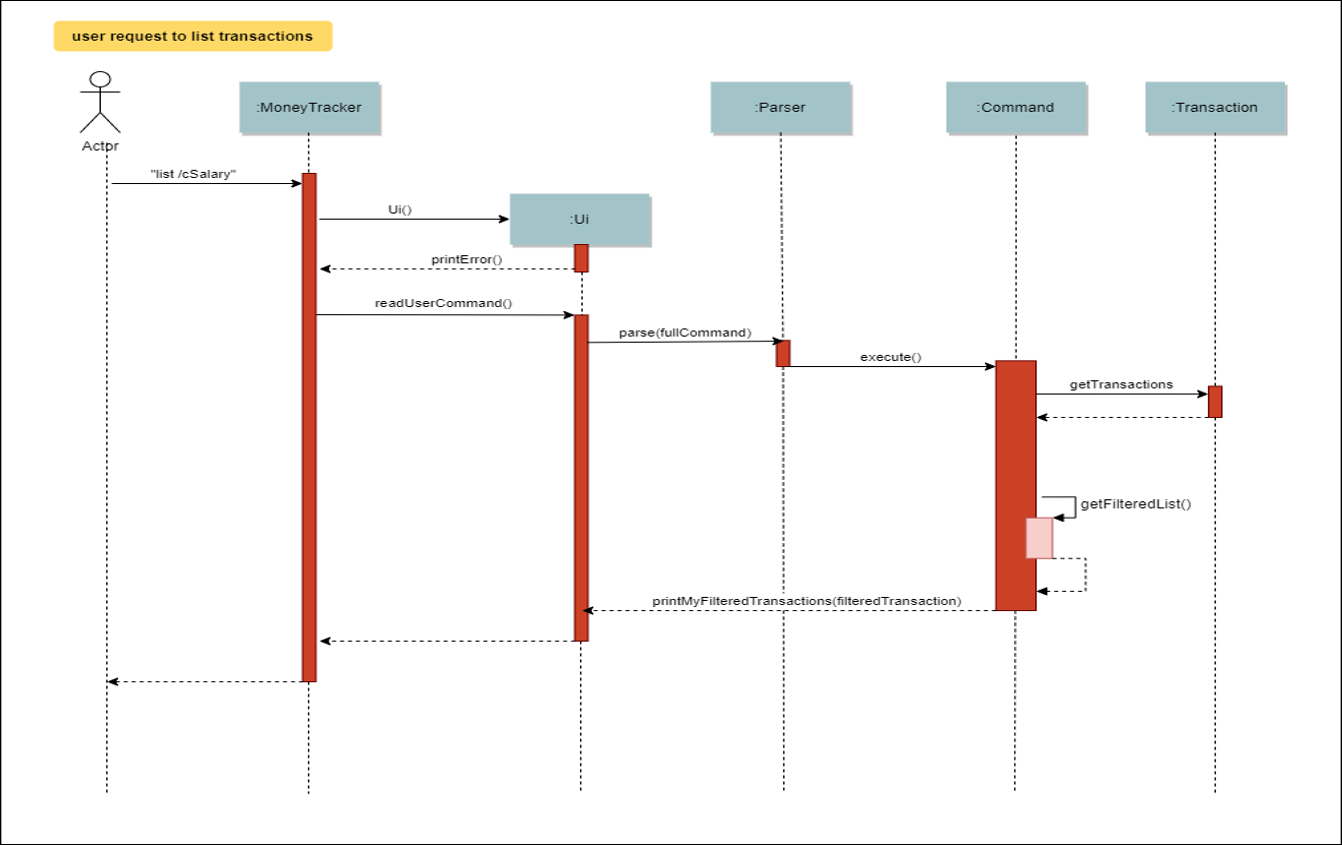 user request to list transactions
:MoneyTracker
:Parser
:Command
:Transaction
Actor
"list /cSalary"
Ui()
:Ui
printError()
readUserCommand()
parse(fullCommand)
execute()
getTransactions
getFilteredList()
printMyFilteredTransactions(filteredTransaction)